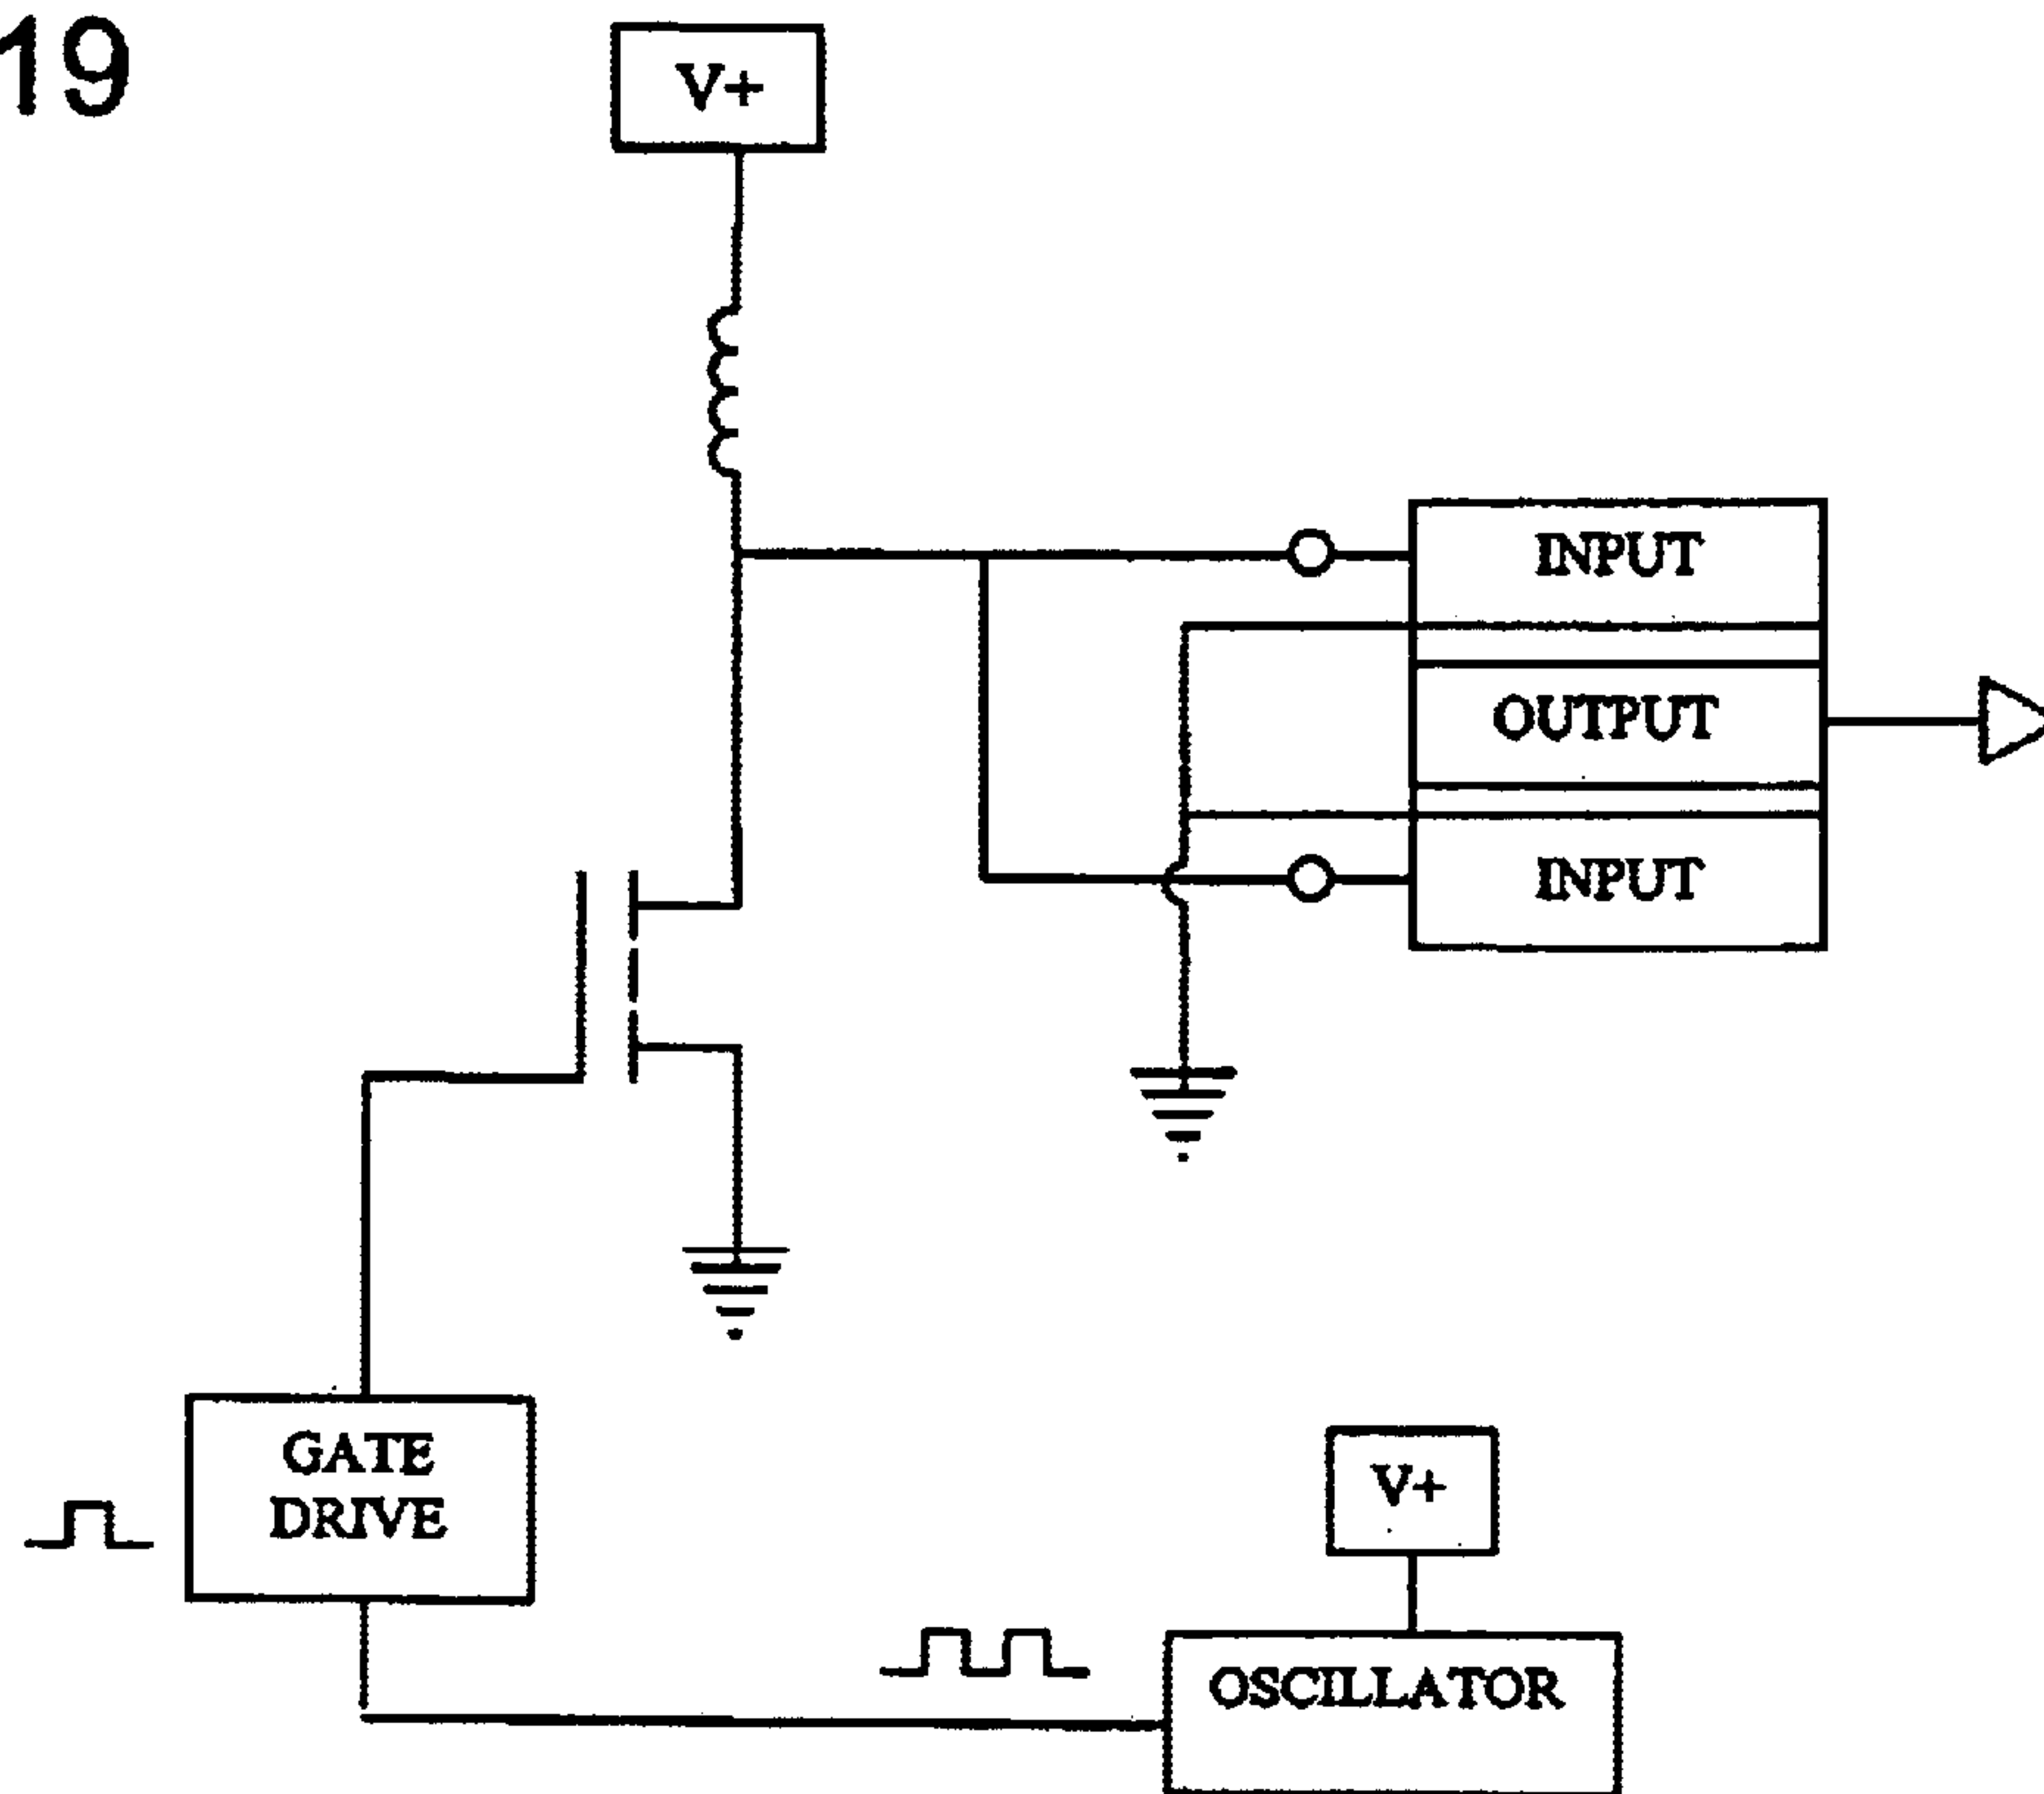 19
V+
INPUT
OUTPUT
INPUT
GATE
DRIVE
V+
OSCILLATOR